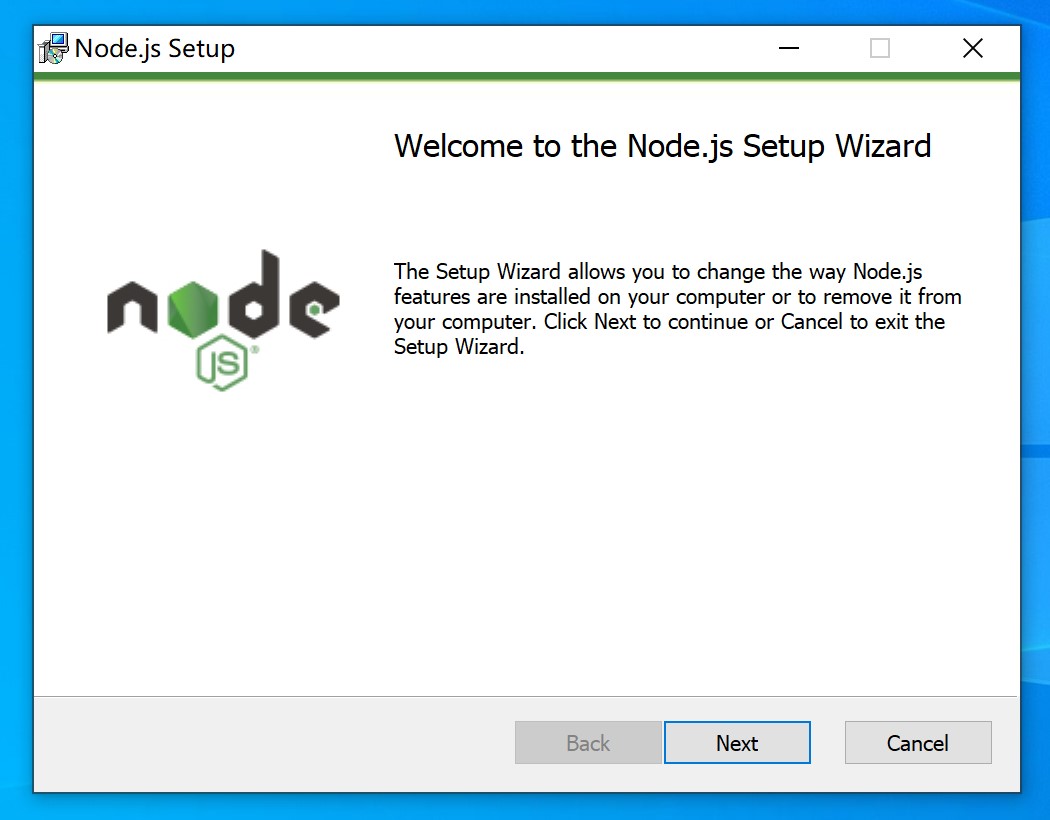 Node.js Setup
Welcome to the Node.js Setup Wizard
node
JS®
The Setup Wizard allows you to change the way Node.js
features are installed on your computer or to remove it from
your computer. Click Next to continue or Cancel to exit the
Setup Wizard.
Back
Next
Cancel